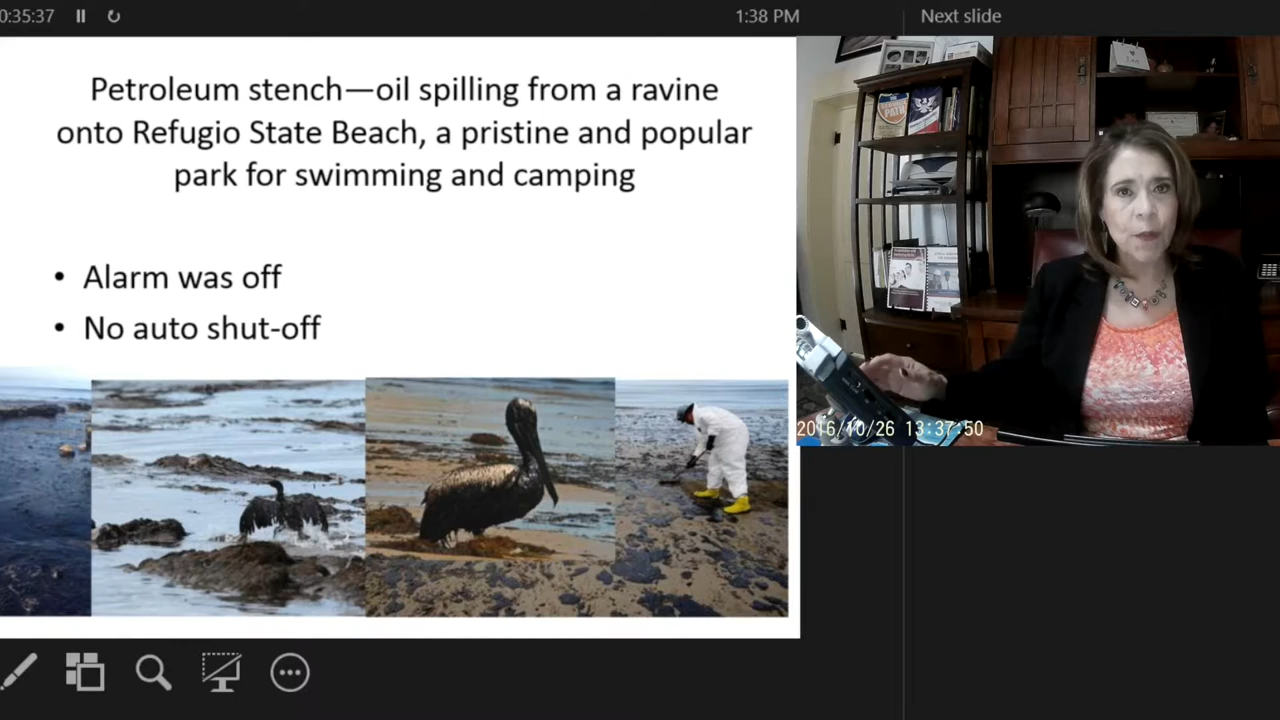 0:35:37
1:38 PM
Next slide
Petroleum stench—oil spilling from a ravine
onto Refugio State Beach, a pristine and popular
park for swimming and camping
• Alarm was off
• No auto shut-off
2016/10/26 13:37:50